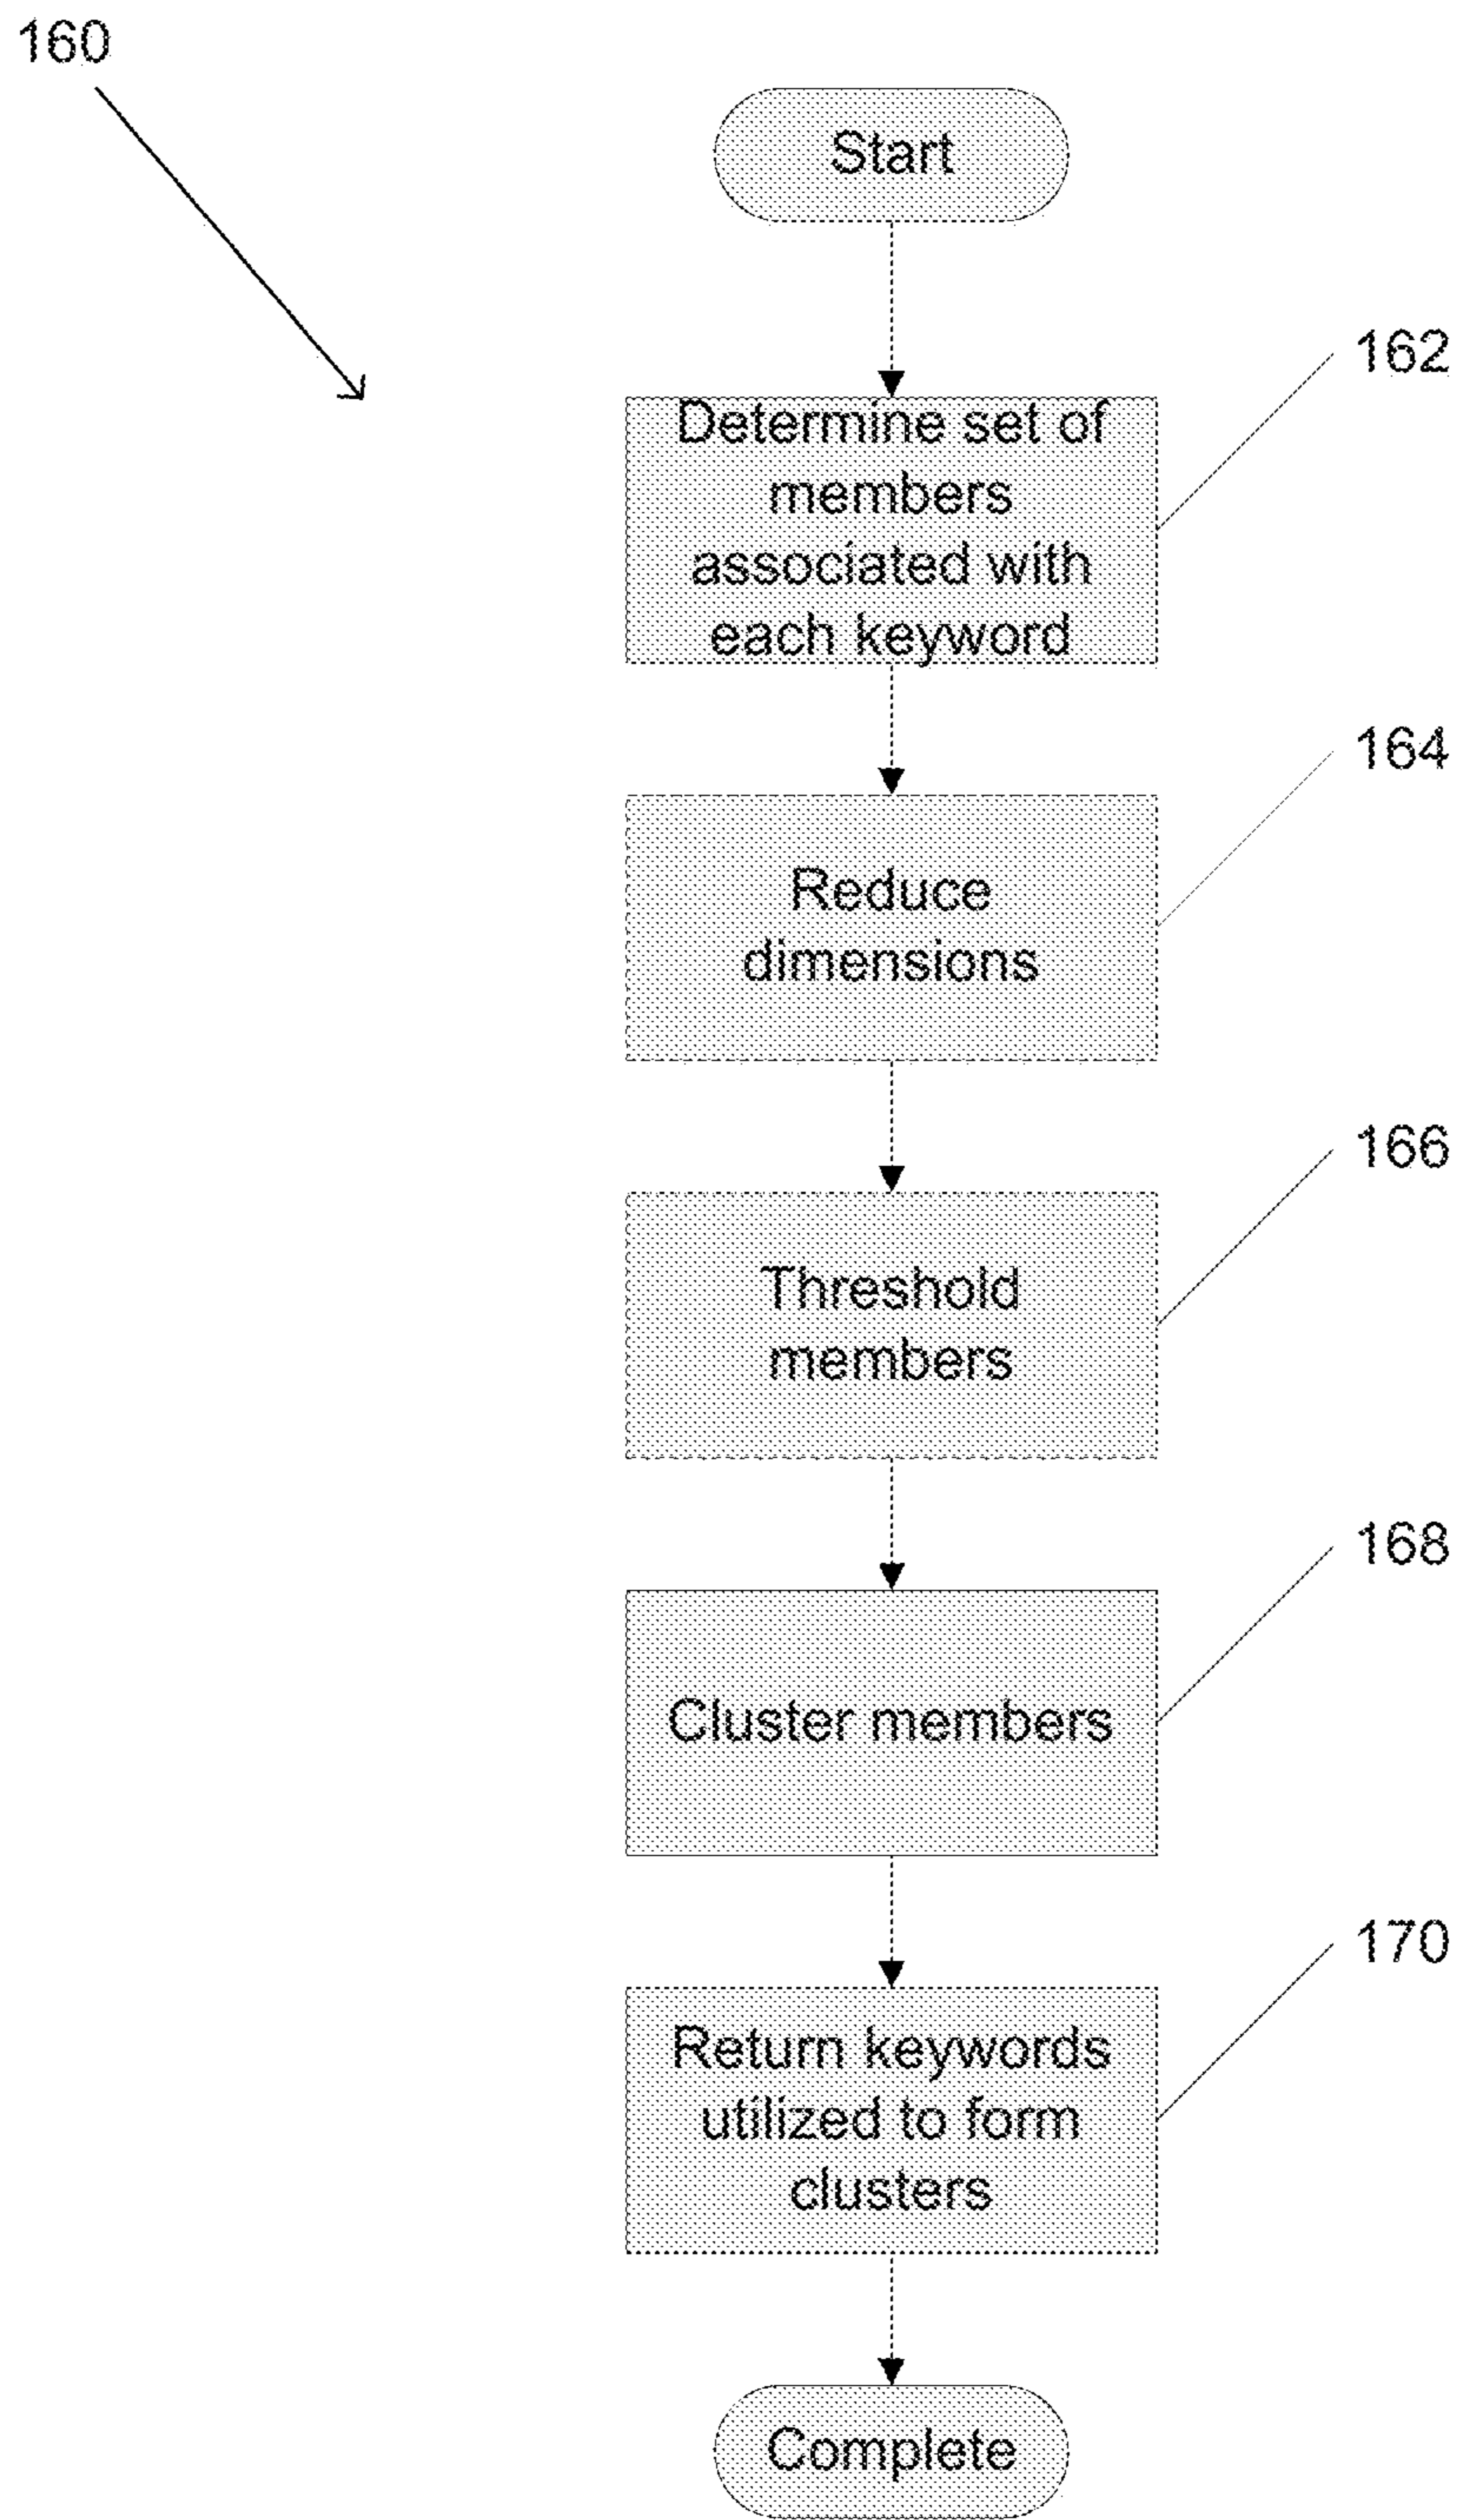 160
Start
162
Determine set of
members
associated with
each keyword
164
Reduce
dimensions
166
Threshold
members
168
Cluster members
170
Return keywords
utilized to form
clusters
Complete